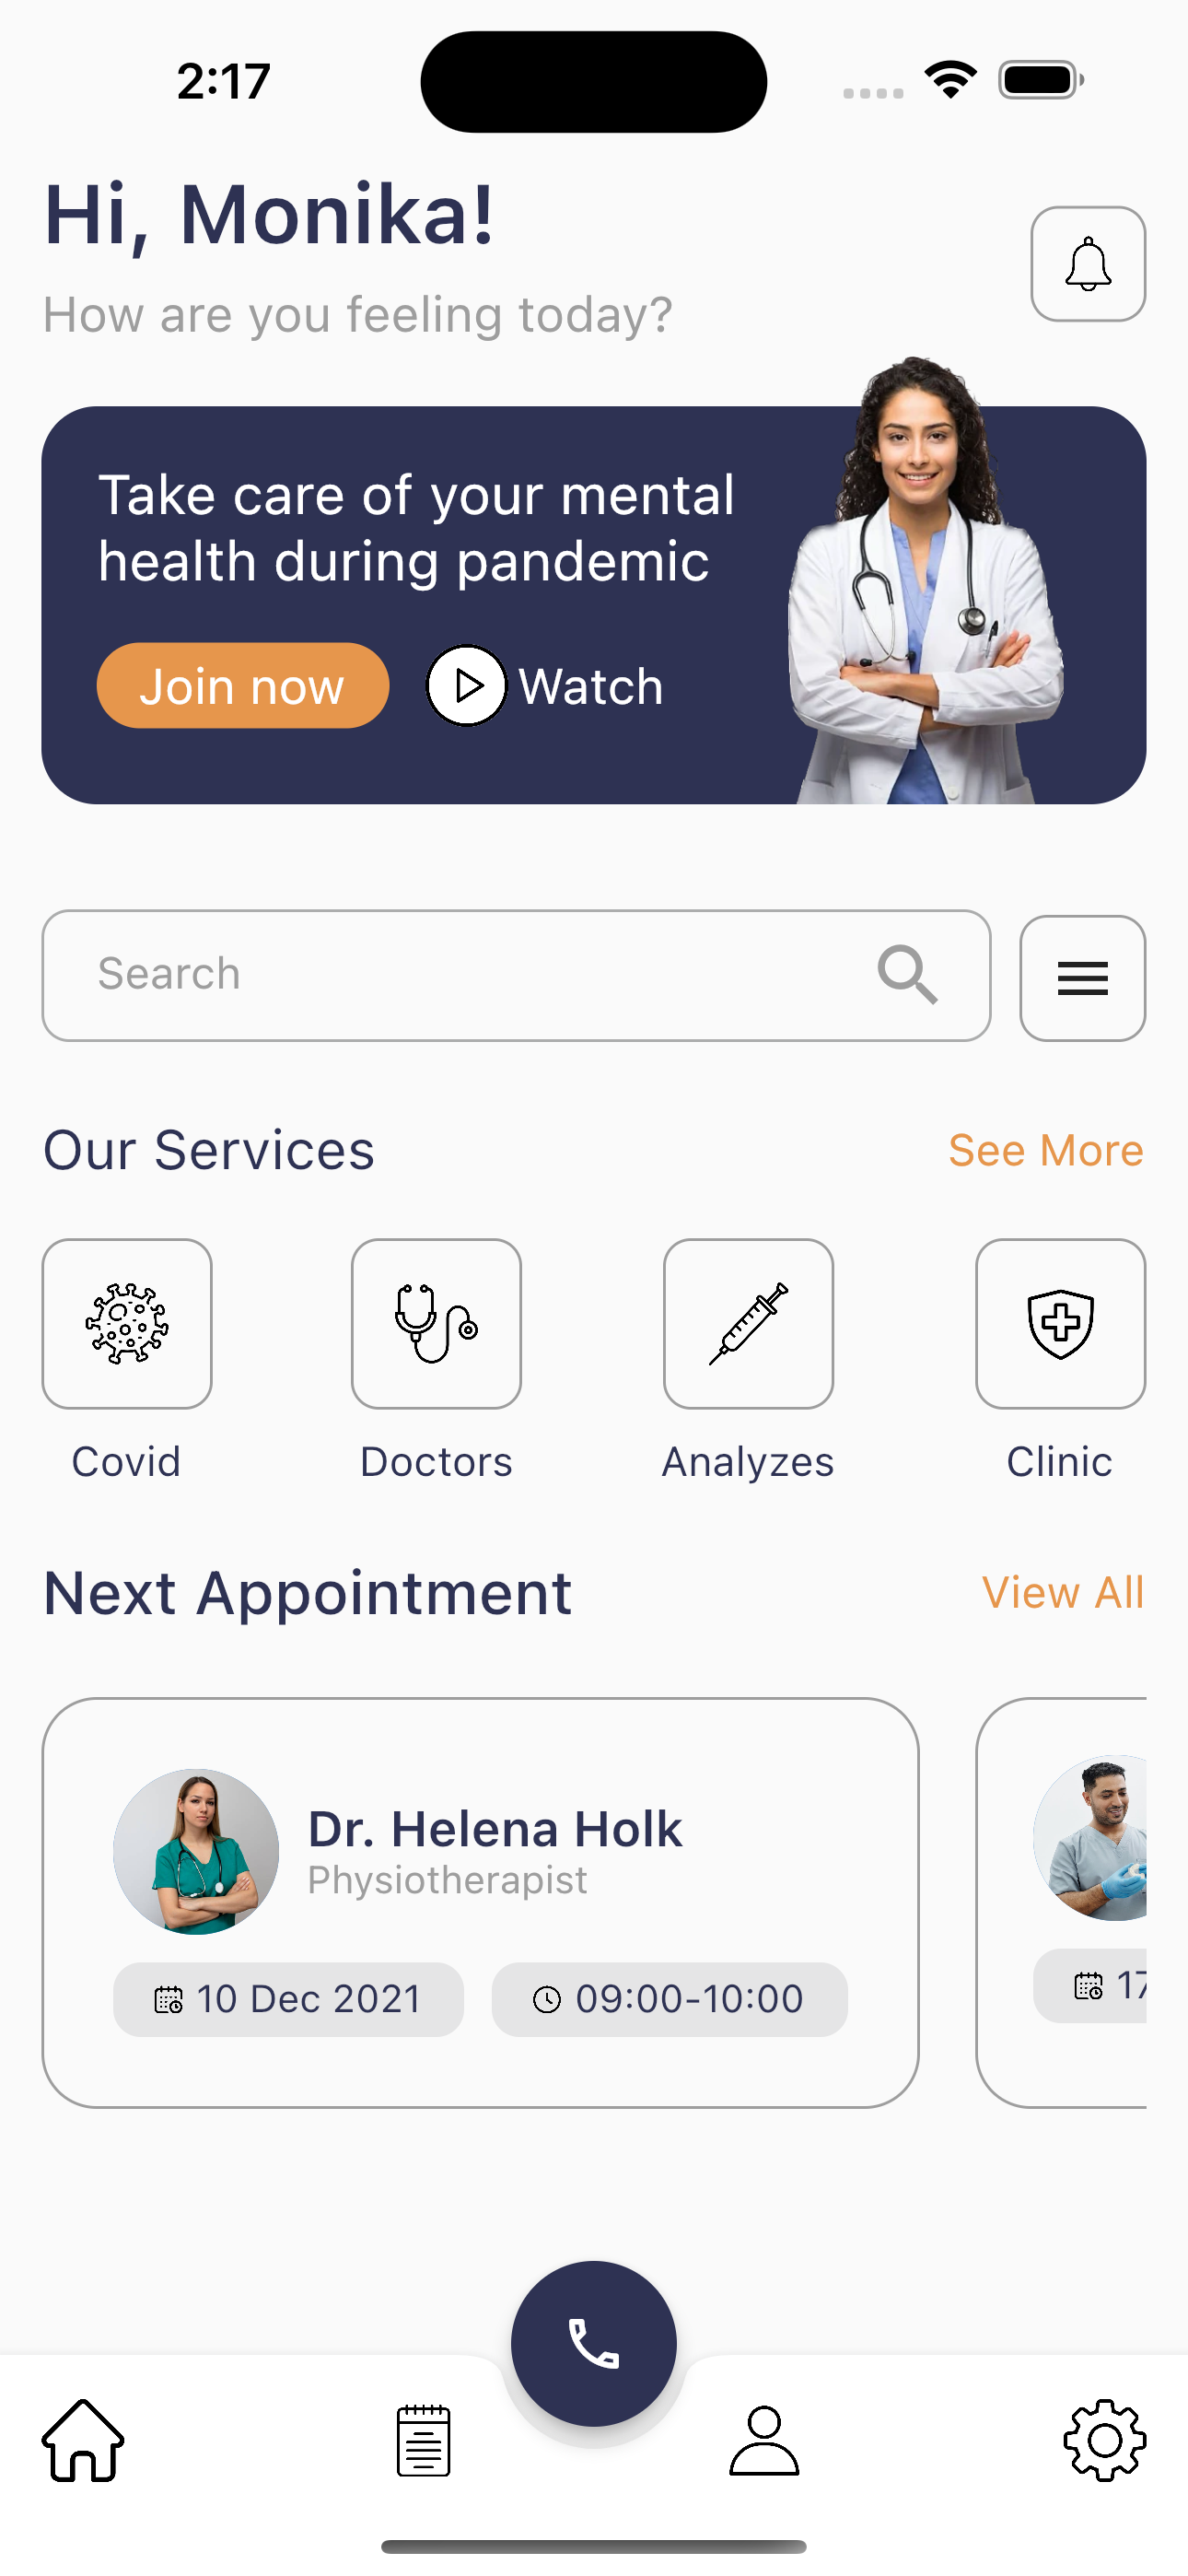 2:17
Hi, Monika!
How are you feeling today?
Take care of your mental
health during pandemic
Join now
Watch
Search
Our Services
See More
Covid
Doctors
Analyzes
Clinic
Next Appointment
View All
Dr. Helena Holk
Physiotherapist
10 Dec 2021
09:00-10:00
17